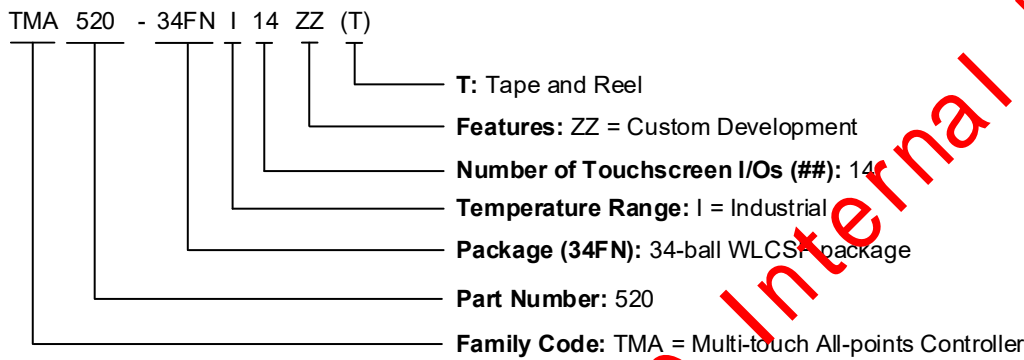 TMA 520 - 34FN I 14 ZZ (T)
T: Tape and Reel
Features: ZZ = Custom Development
Number of Touchscreen I/Os (##): 14
Temperature Range: I = Industrial
Package (34FN): 34-ball WLCSP package
Part Number: 520
Family Code: TMA = Multi-touch All-points Controller
Internal